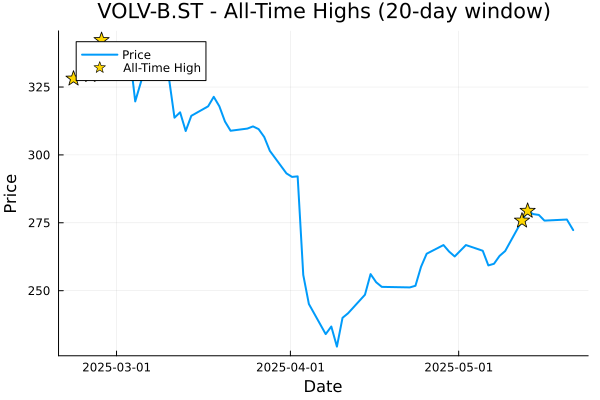 VOLV-B.ST - All-Time Highs (20-day window)
Price
All-Time High
325
300
275
250
Price
2025-03-01
2025-04-01
2025-05-01
Date